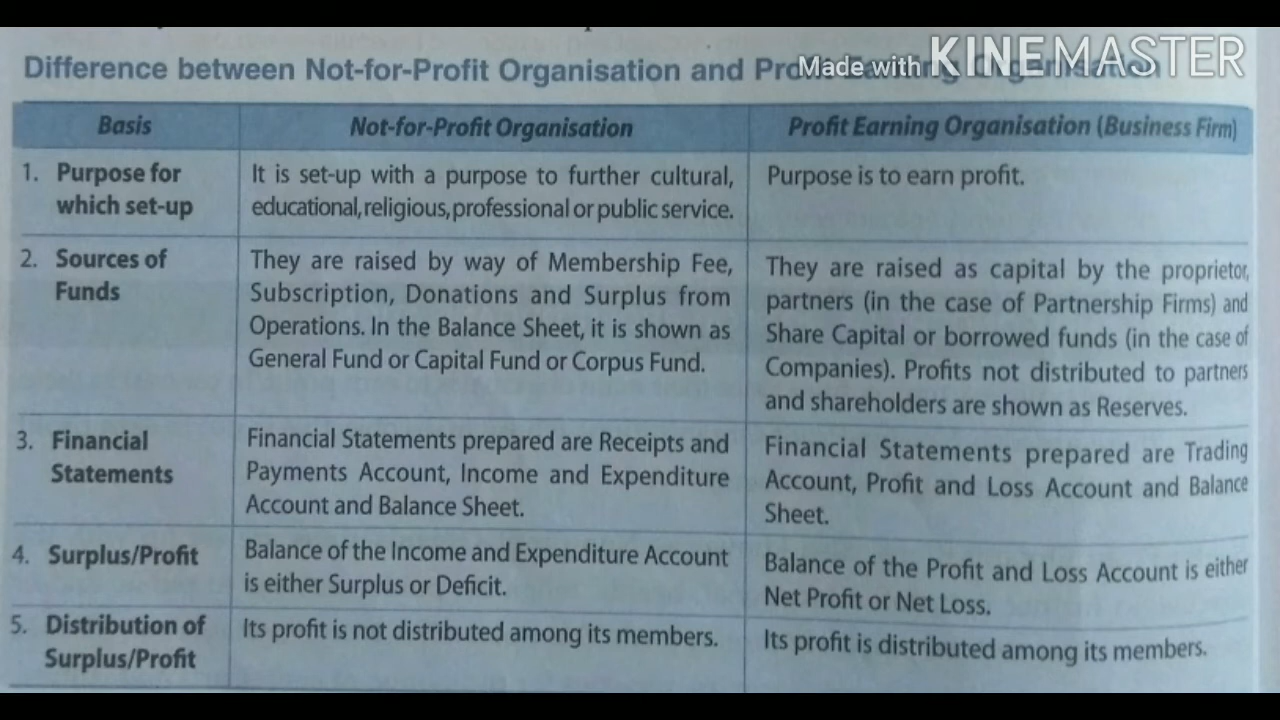 Difference between Not-for-Profit Organisation and
Made with KINEMASTER
Basis
Not-for-Profit Organisation
Profit Earning Organisation (Business Firm)
1. Purpose for
which set-up
It is set-up with a purpose to further cultural,
educational, religious, professional or public service.
Purpose is to earn profit.
2. Sources of
Funds
They are raised by way of Membership Fee,
Subscription, Donations and Surplus from
Operations. In the Balance Sheet, it is shown as
General Fund or Capital Fund or Corpus Fund.
They are raised as capital by the proprietor,
partners (in the case of Partnership Firms) and
Share Capital or borrowed funds (in the case of
Companies). Profits not distributed to partners
and shareholders are shown as Reserves.
3. Financial
Statements
Financial Statements prepared are Receipts and
Payments Account, Income and Expenditure
Account and Balance Sheet.
Financial Statements prepared are Trading
Account, Profit and Loss Account and Balance
Sheet.
4. Surplus/Profit
Balance of the Income and Expenditure Account
is either Surplus or Deficit.
Balance of the Profit and Loss Account is either
Net Profit or Net Loss.
5. Distribution of
Surplus/Profit
Its profit is not distributed among its members.
Its profit is distributed among its members.